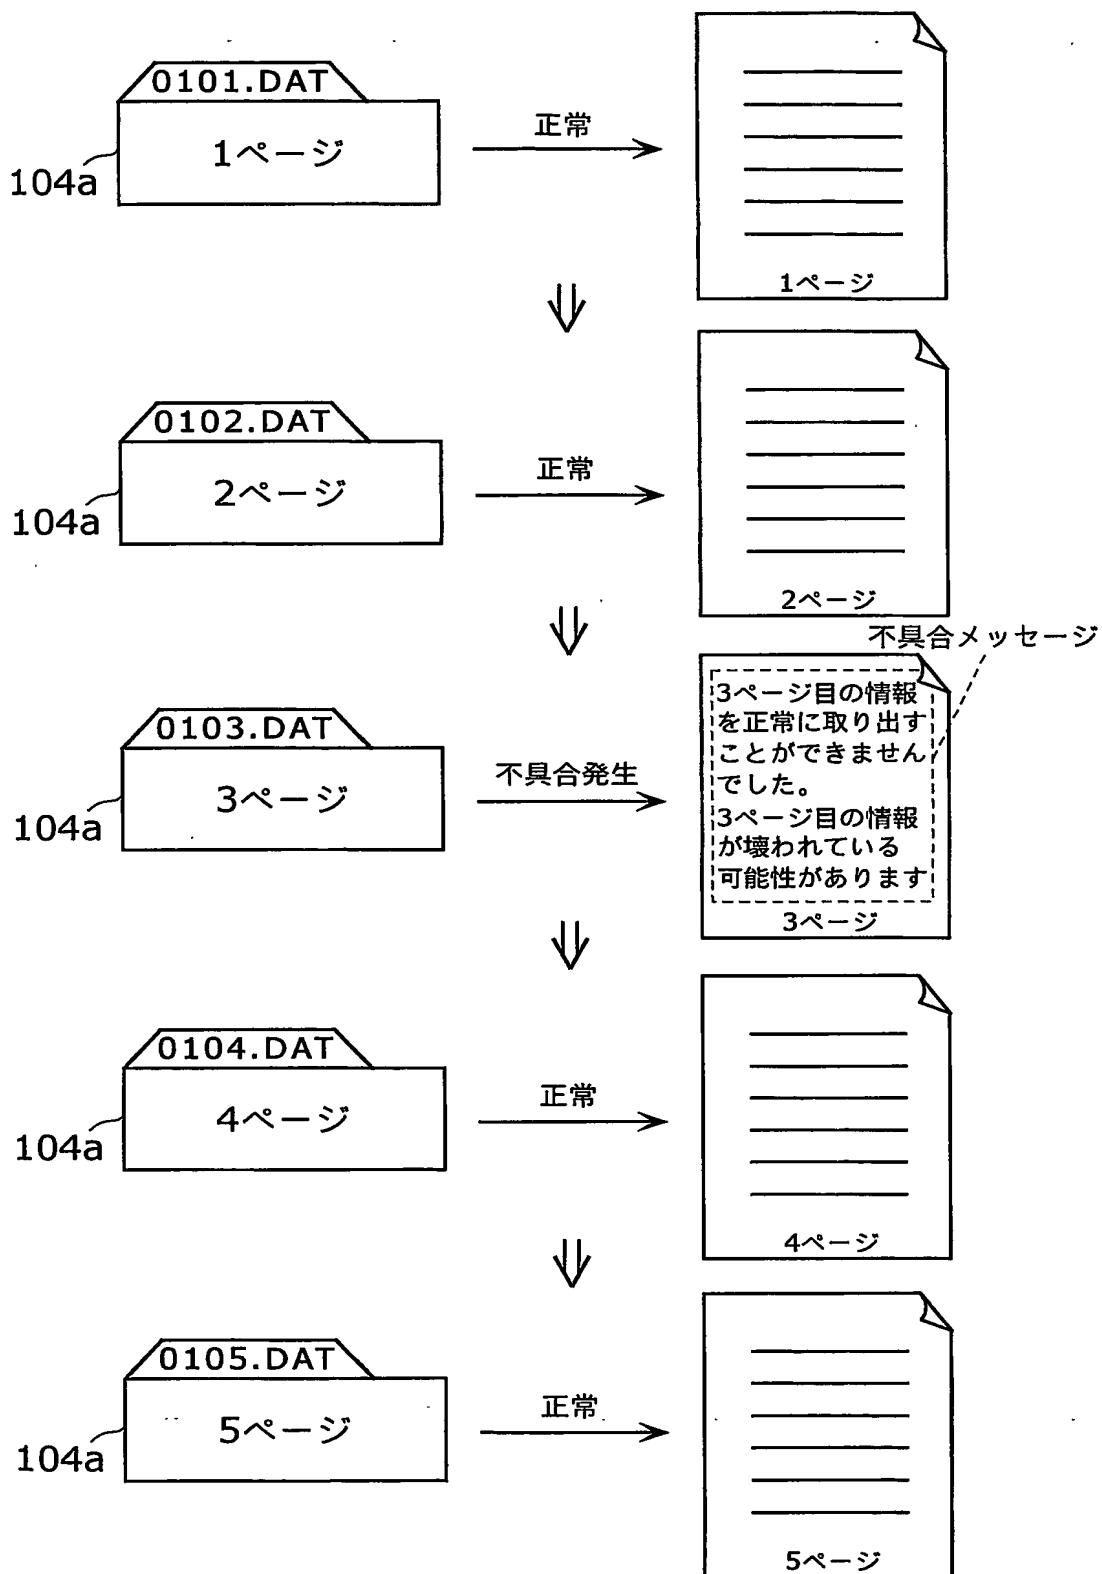 0101.DAT
1ページ
104a
正常
1ページ
0102.DAT
2ページ
104a
正常
2ページ
不具合メッセージ
0103.DAT
3ページ
104a
不具合発生
3ページ目の情報
を正常に取り出す
ことができません
でした。
3ページ目の情報
が壊われている
可能性があります
3ページ
0104.DAT
4ページ
104a
正常
4ページ
0105.DAT
5ページ
104a
正常
5ページ